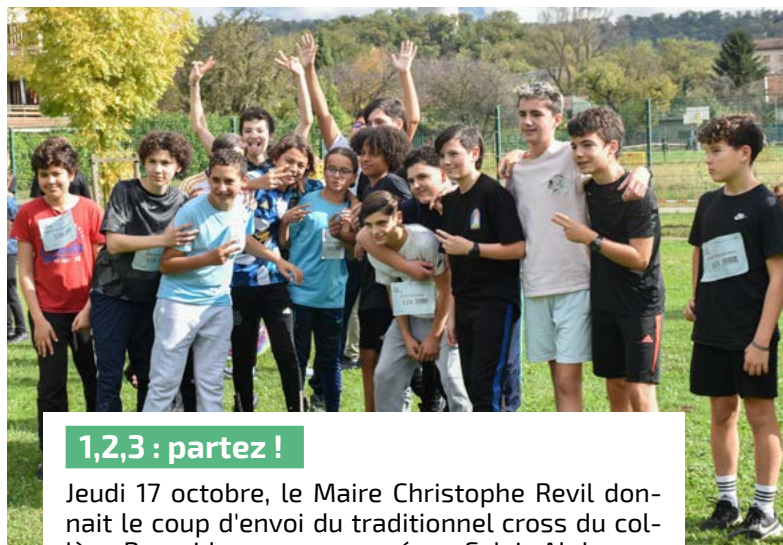 1,2,3 : partez !
Jeudi 17 octobre, le Maire Christophe Revil don-
nait le coup d'envoi du traditionnel cross du col-